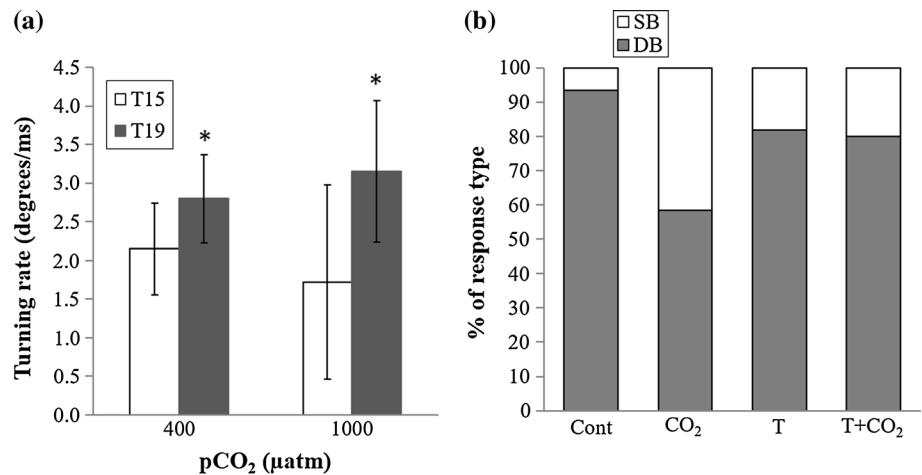 (a)
Turning rate (degrees/ms)
4.5
4.0
3.5
3.0
2.5
2.0
1.5
1.0
0.5
0.0
T15
T19
*
*
400
1000
pCO₂ (µatm)
(b)
SB
DB
% of response type
100
90
80
70
60
50
40
30
20
10
0
Cont
CO₂
T
T+CO₂